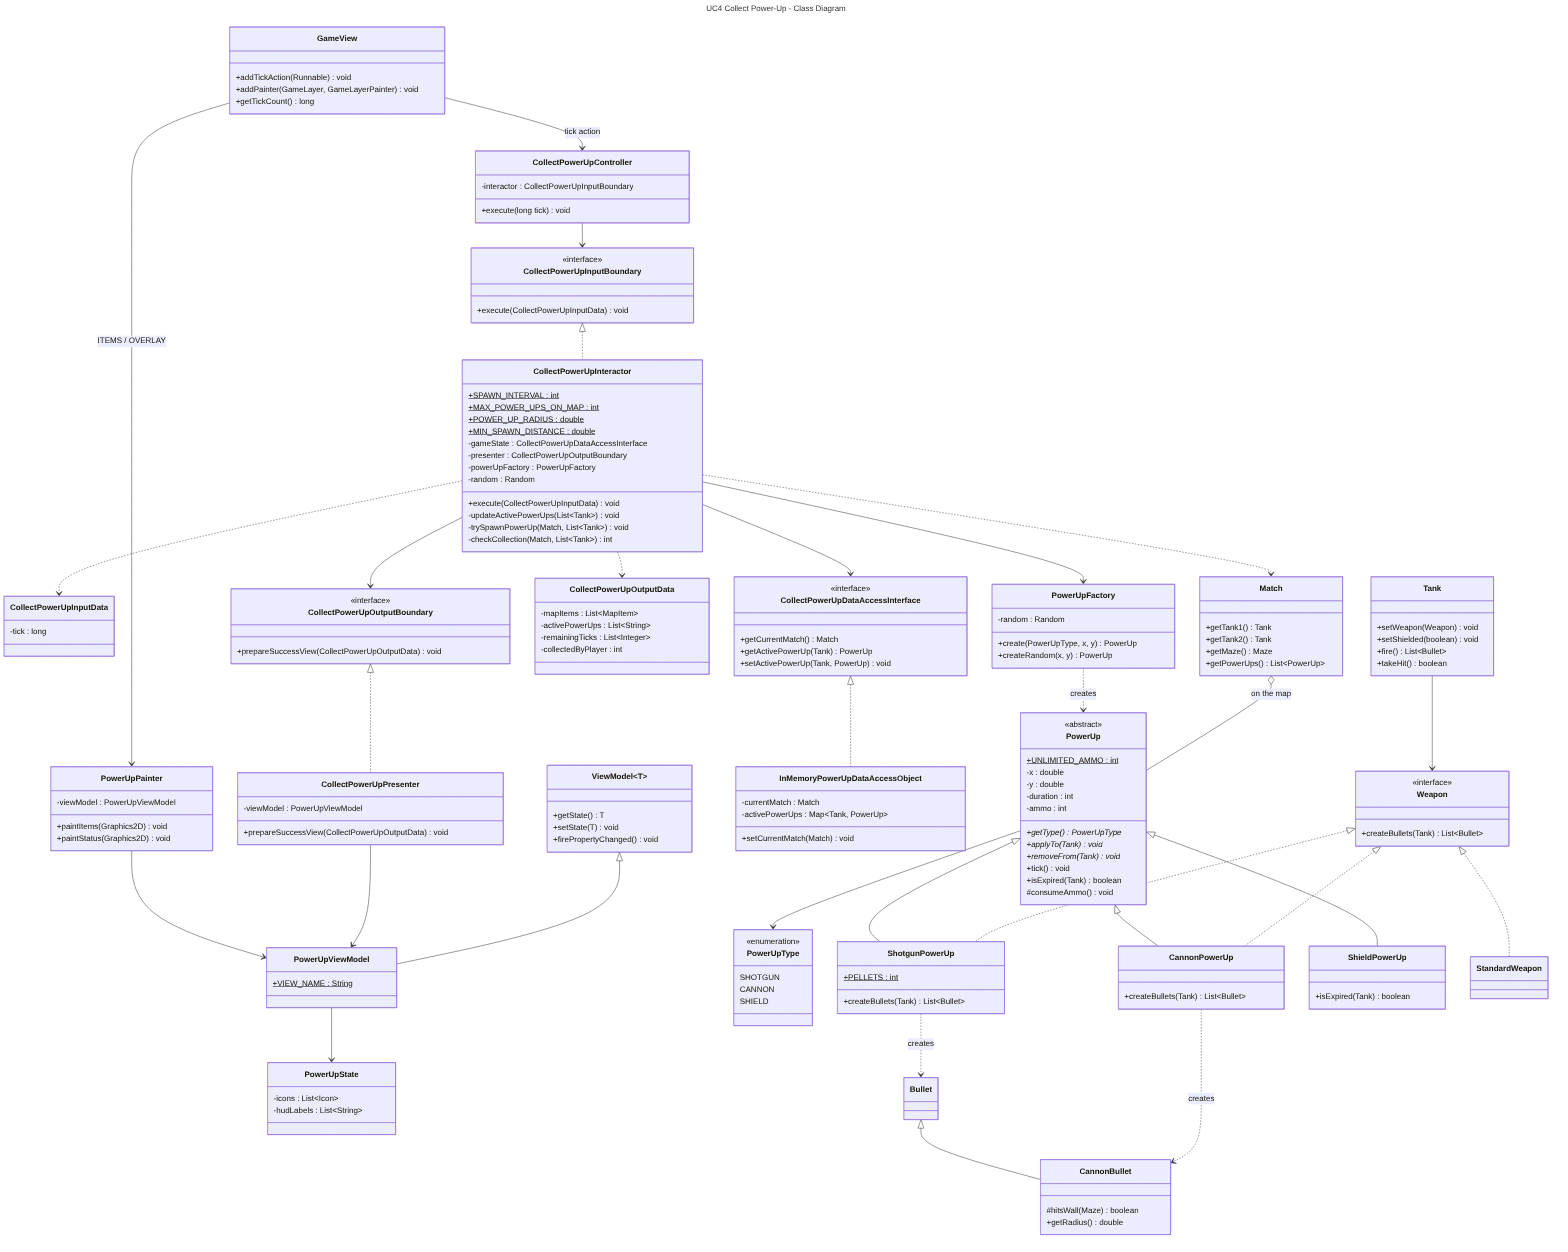 UC4 Collect Power-Up - Class Diagram
GameView
+addTickAction(Runnable) : void
+addPainter(GameLayer, GameLayerPainter) : void
+getTickCount() : long
tick action
CollectPowerUpController
-interactor : CollectPowerUpInputBoundary
+execute(long tick) : void
«interface»
CollectPowerUpInputBoundary
+execute(CollectPowerUpInputData) : void
ITEMS / OVERLAY
CollectPowerUpInteractor
+SPAWN_INTERVAL : int
+MAX_POWER_UPS_ON_MAP : int
+POWER_UP_RADIUS : double
+MIN_SPAWN_DISTANCE : double
-gameState : CollectPowerUpDataAccessInterface
-presenter : CollectPowerUpOutputBoundary
-powerUpFactory : PowerUpFactory
-random : Random
+execute(CollectPowerUpInputData) : void
-updateActivePowerUps(List<Tank>) : void
-trySpawnPowerUp(Match, List<Tank>) : void
-checkCollection(Match, List<Tank>) : int
CollectPowerUpInputData
-tick : long
«interface»
CollectPowerUpOutputBoundary
+prepareSuccessView(CollectPowerUpOutputData) : void
CollectPowerUpOutputData
-mapItems : List<MapItem>
-activePowerUps : List<String>
-remainingTicks : List<Integer>
-collectedByPlayer : int
«interface»
CollectPowerUpDataAccessInterface
+getCurrentMatch() : Match
+getActivePowerUp(Tank) : PowerUp
+setActivePowerUp(Tank, PowerUp) : void
PowerUpFactory
-random : Random
+create(PowerUpType, x, y) : PowerUp
+createRandom(x, y) : PowerUp
Match
+getTank1() : Tank
+getTank2() : Tank
+getMaze() : Maze
+getPowerUps() : List<PowerUp>
Tank
+setWeapon(Weapon) : void
+setShielded(boolean) : void
+fire() : List<Bullet>
+takeHit() : boolean
creates
on the map
PowerUpPainter
-viewModel : PowerUpViewModel
+paintItems(Graphics2D) : void
+paintStatus(Graphics2D) : void
CollectPowerUpPresenter
-viewModel : PowerUpViewModel
+prepareSuccessView(CollectPowerUpOutputData) : void
ViewModel<T>
+getState() : T
+setState(T) : void
+firePropertyChanged() : void
InMemoryPowerUpDataAccessObject
-currentMatch : Match
-activePowerUps : Map<Tank, PowerUp>
+setCurrentMatch(Match) : void
«abstract»
PowerUp
+UNLIMITED_AMMO : int
-x : double
-y : double
-duration : int
-ammo : int
+getType() : PowerUpType
+applyTo(Tank) : void
+removeFrom(Tank) : void
+tick() : void
+isExpired(Tank) : boolean
#consumeAmmo() : void
«interface»
Weapon
+createBullets(Tank) : List<Bullet>
PowerUpViewModel
+VIEW_NAME : String
«enumeration»
PowerUpType
SHOTGUN
CANNON
SHIELD
ShotgunPowerUp
+PELLETS : int
+createBullets(Tank) : List<Bullet>
CannonPowerUp
+createBullets(Tank) : List<Bullet>
ShieldPowerUp
+isExpired(Tank) : boolean
StandardWeapon
creates
PowerUpState
-icons : List<Icon>
-hudLabels : List<String>
Bullet
creates
CannonBullet
#hitsWall(Maze) : boolean
+getRadius() : double